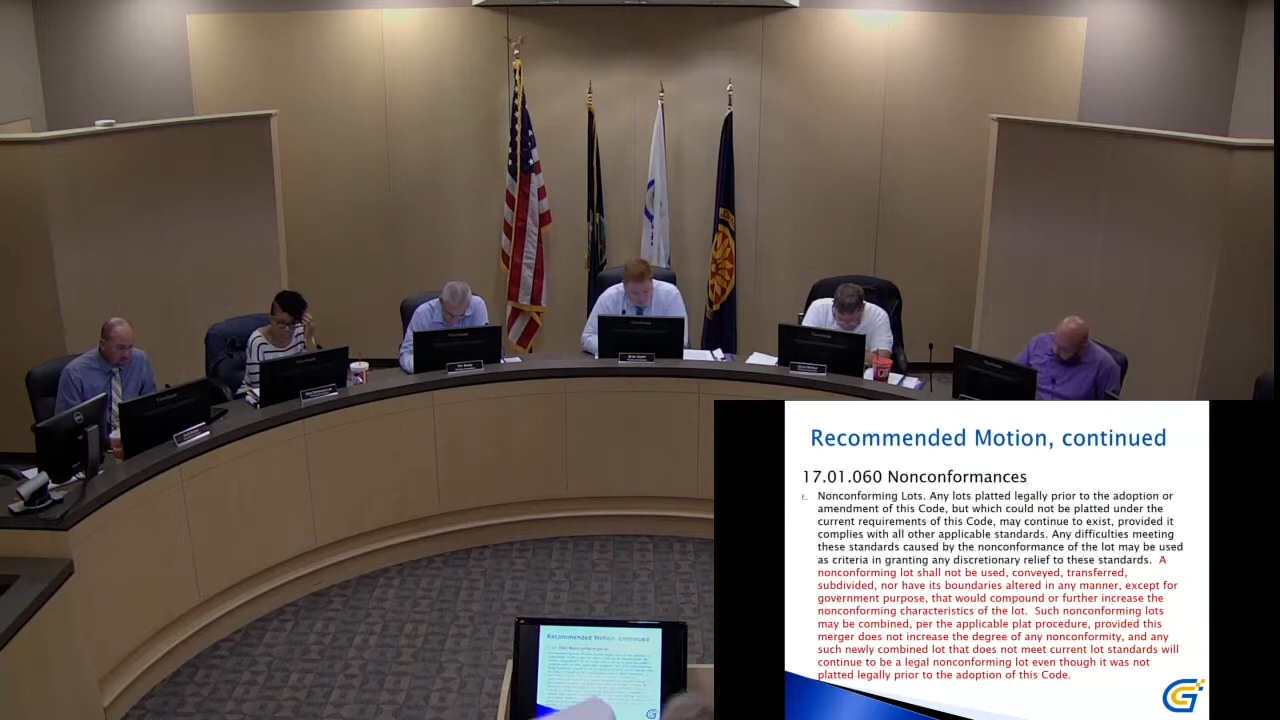 Recommended Motion, continued
17.01.060 Nonconformances
E. Nonconforming Lots. Any lots platted legally prior to the adoption or
amendment of this Code, but which could not be platted under the
current requirements of this Code, may continue to exist, provided it
complies with all other applicable standards. Any difficulties meeting
these standards caused by the nonconformance of the lot may be used
as criteria in granting any discretionary relief to these standards. A
nonconforming lot shall not be used, conveyed, transferred,
subdivided, nor have its boundaries altered in any manner, except for
government purpose, that would compound or further increase the
nonconforming characteristics of the lot. Such nonconforming lots
may be combined, per the applicable plat procedure, provided this
merger does not increase the degree of any nonconformity, and any
such newly combined lot that does not meet current lot standards will
continue to be a legal nonconforming lot even though it was not
platted legally prior to the adoption of this Code.
Recommended Motion, continued